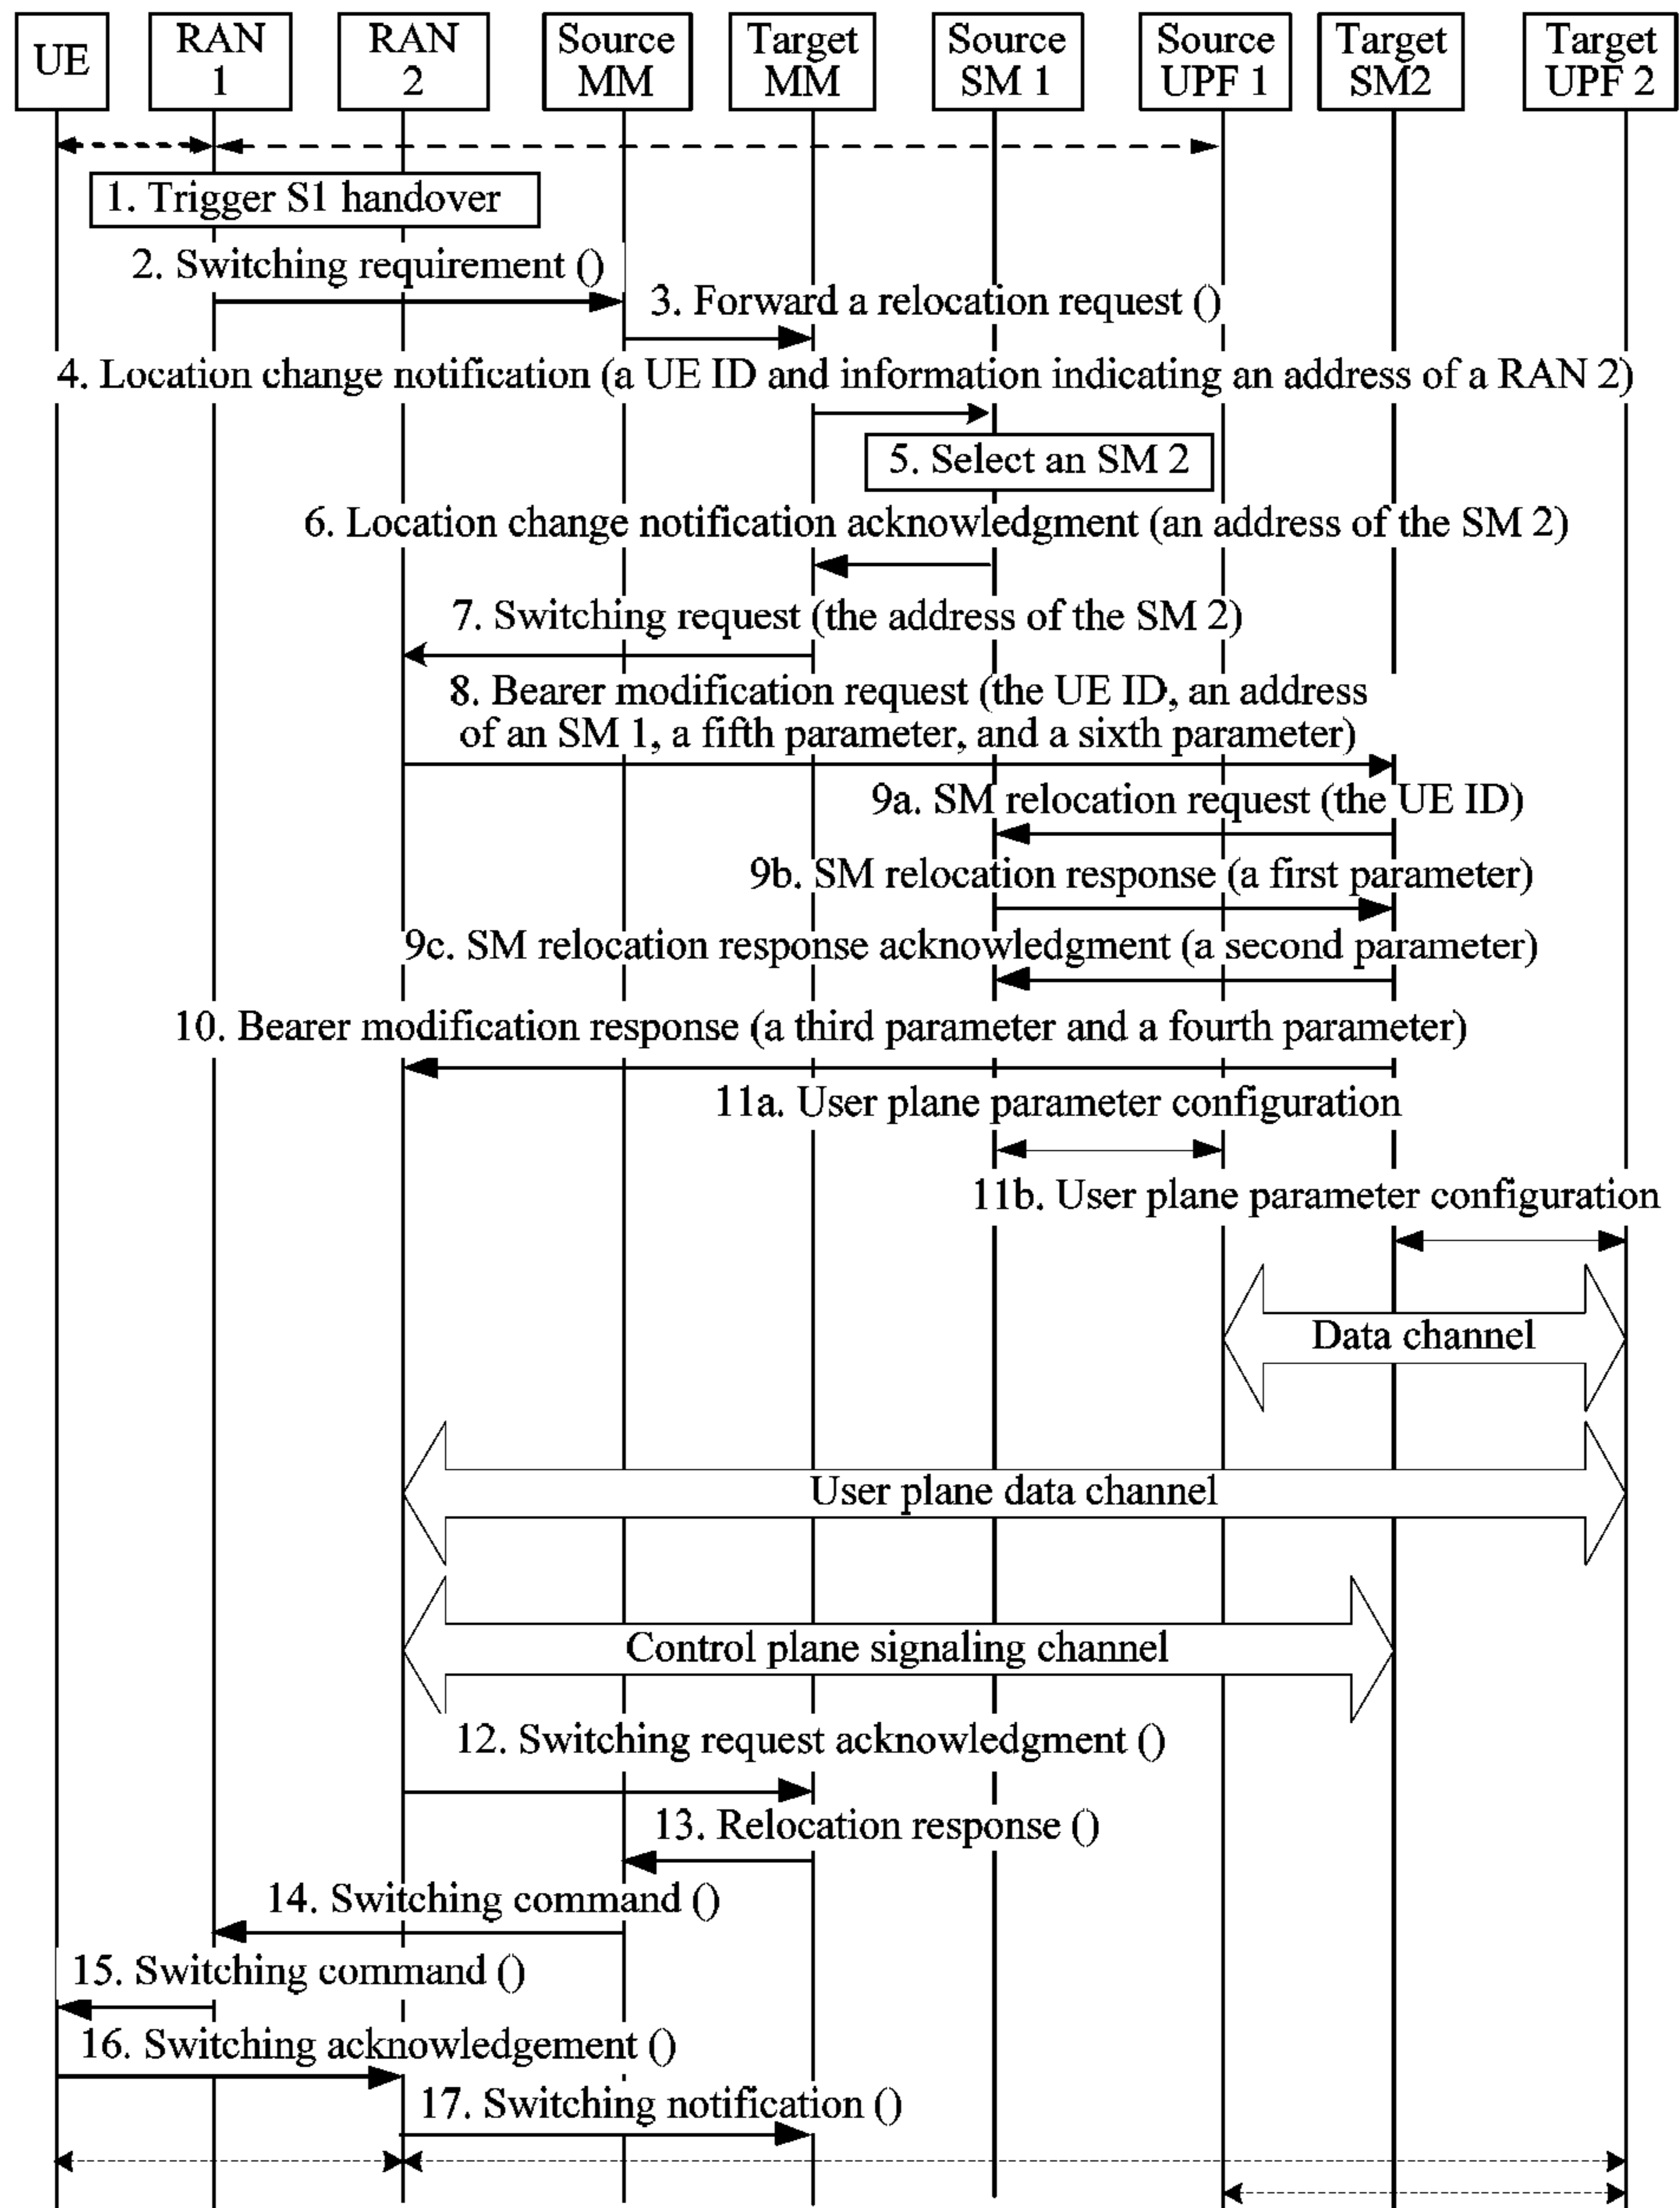 UE
RAN
1
RAN
2
Source
MM
Target
MM
Source
SM 1
Source
UPF 1
Target
SM2
Target
UPF 2
1. Trigger S1 handover
2. Switching requirement ()
3. Forward a relocation request ()
4. Location change notification (a UE ID and information indicating an address of a RAN 2)
5. Select an SM 2
6. Location change notification acknowledgment (an address of the SM 2)
7. Switching request (the address of the SM 2)
8. Bearer modification request (the UE ID, an address
of an SM 1, a fifth parameter, and a sixth parameter)
9a. SM relocation request (the UE ID)
9b. SM relocation response (a first parameter)
9c. SM relocation response acknowledgment (a second parameter)
10. Bearer modification response (a third parameter and a fourth parameter)
11a. User plane parameter configuration
11b. User plane parameter configuration
Data channel
User plane data channel
Control plane signaling channel
12. Switching request acknowledgment ()
13. Relocation response ()
14. Switching command ()
15. Switching command ()
16. Switching acknowledgement ()
17. Switching notification ()